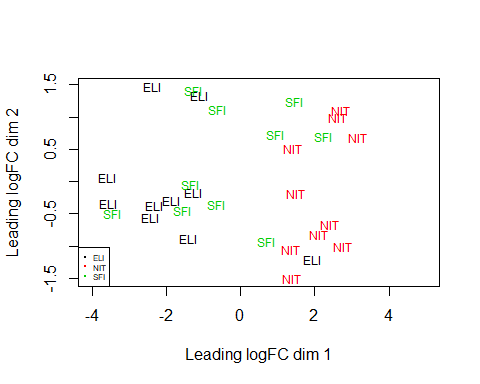 ELI
SFI
ELI
SFI
SFI
NIT
NIT
SFI
SFI
NIT
NIT
ELI
SFI
ELI
NIT
ELI
ELI
ELI
SFI
SFI
SFI
ELI
NIT
NIT
ELI
SFI
NIT
NIT
ELI
NIT
ELI
NIT
SFI
-4
-2
0
2
4
-1.5
-0.5
0.5
1.5
Leading logFC dim 1
Leading logFC dim 2